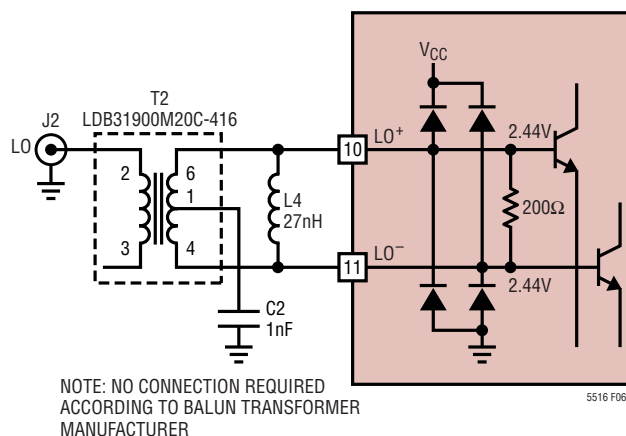 VCC
T2
LDB31900M20C-416
J2
LO
2
6
1
3
4
10
LO+
2.44V
L4
27nH
200Ω
11
LO−
2.44V
C2
1nF
NOTE: NO CONNECTION REQUIRED
ACCORDING TO BALUN TRANSFORMER
MANUFACTURER
5516 F06